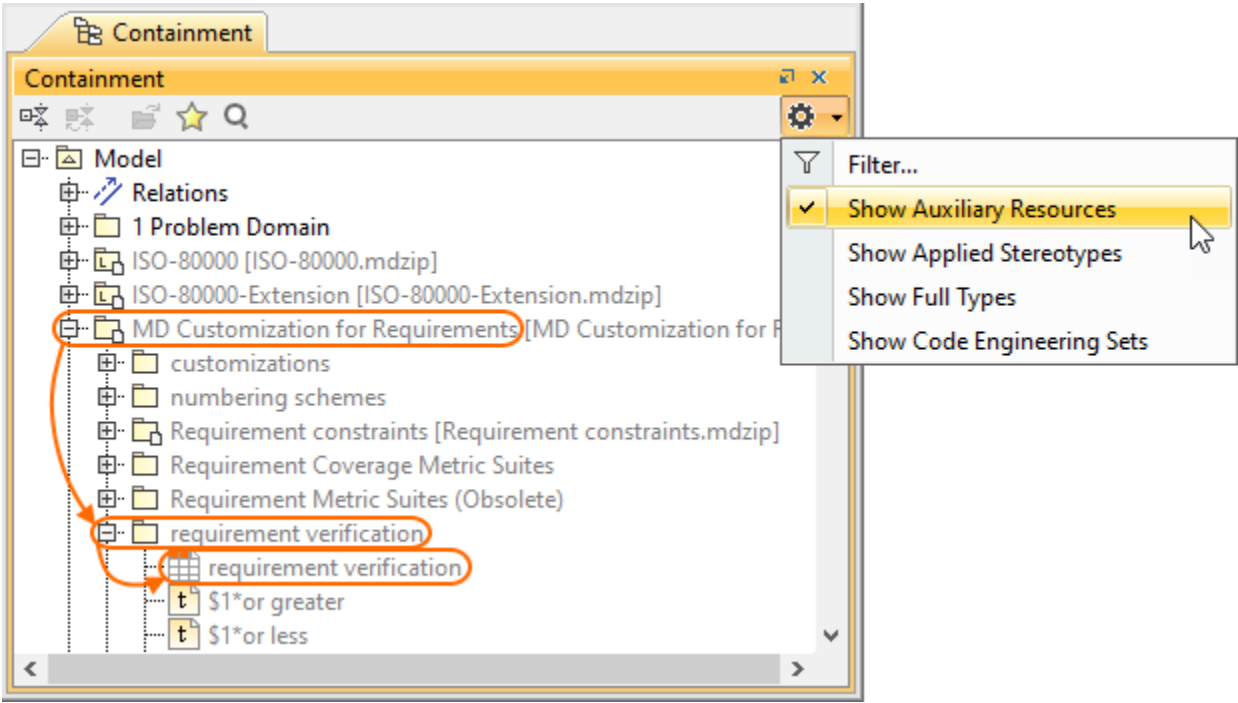 Containment
Containment
Model
Relations
1 Problem Domain
ISO-80000 [ISO-80000.mdzip]
ISO-80000-Extension [ISO-80000-Extension.mdzip]
MD Customization for Requirements [MD Customization for
customizations
numbering schemes
Requirement constraints [Requirement constraints.mdzip]
Requirement Coverage Metric Suites
Requirement Metric Suites (Obsolete)
requirement verification
requirement verification
t $1*or greater
t $1*or less
Filter...
Show Auxiliary Resources
Show Applied Stereotypes
Show Full Types
Show Code Engineering Sets